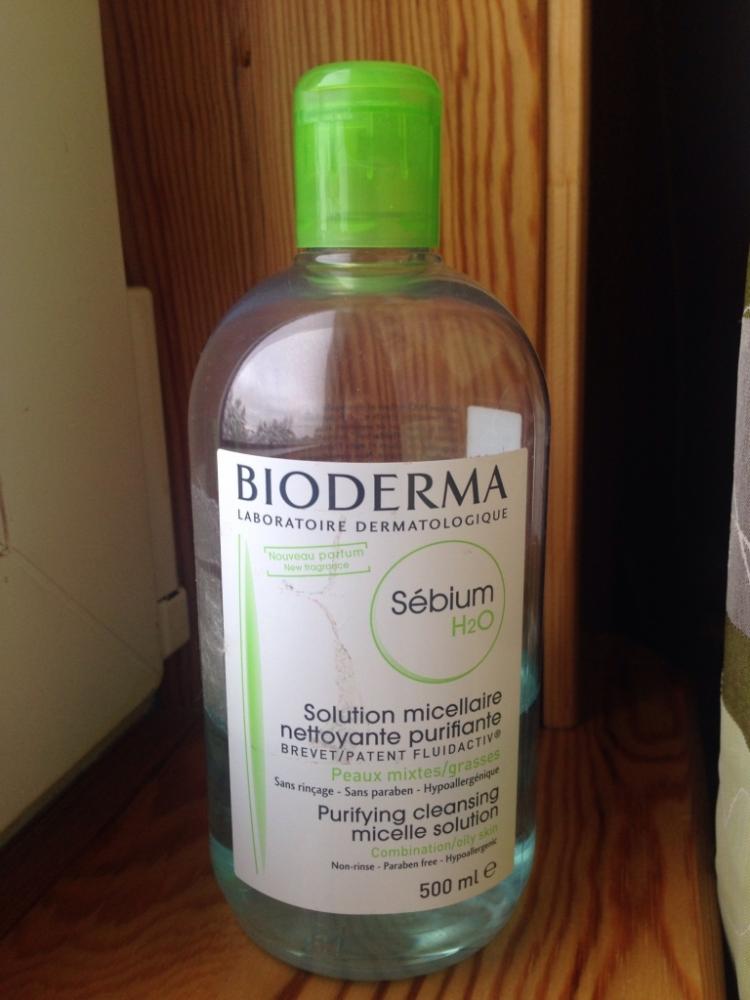 BIODERMA
LABORATOIRE DERMATOLOGIQUE
Nouveau parfum
New fragrance
Sébium
H2O
Solution micellaire
nettoyante purifiante
BREVET/PATENT FLUIDACTIV®
Peaux mixtes/grasses
Sans rinçage - Sans paraben - Hypoallergénique
Purifying cleansing
micelle solution
Combination/oily skin
Non-rinse - Paraben free - Hypoallergenic
500 ml e